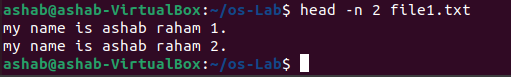 ashab@ashab-VirtualBox:~/os-Lab$ head -n 2 file1.txt
my name is ashab raham 1.
my name is ashab raham 2.
ashab@ashab-VirtualBox:~/os-Lab$